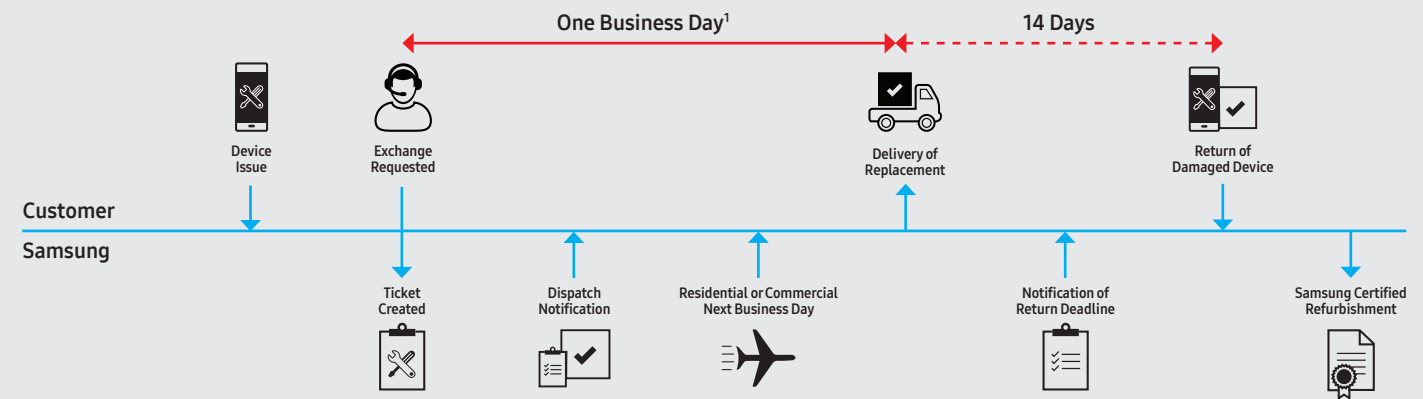 One Business Day1
14 Days
Device
Issue
Exchange
Requested
Delivery of
Replacement
Return of
Damaged Device
Customer
Samsung
Ticket
Created
Dispatch
Notification
Residential or Commercial
Next Business Day
Notification of
Return Deadline
Samsung Certified
Refurbishment